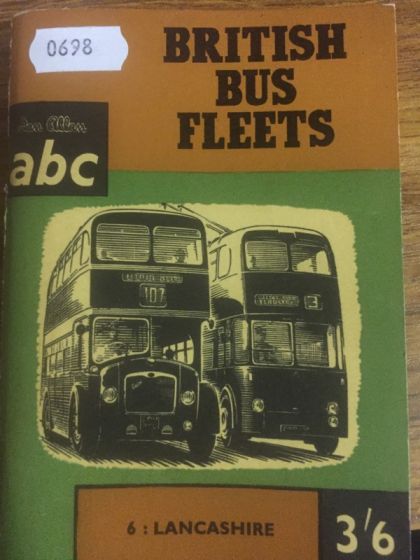 0698
BRITISH
BUS
FLEETS
Ian Allan
abc
107
6 : LANCASHIRE
3'6